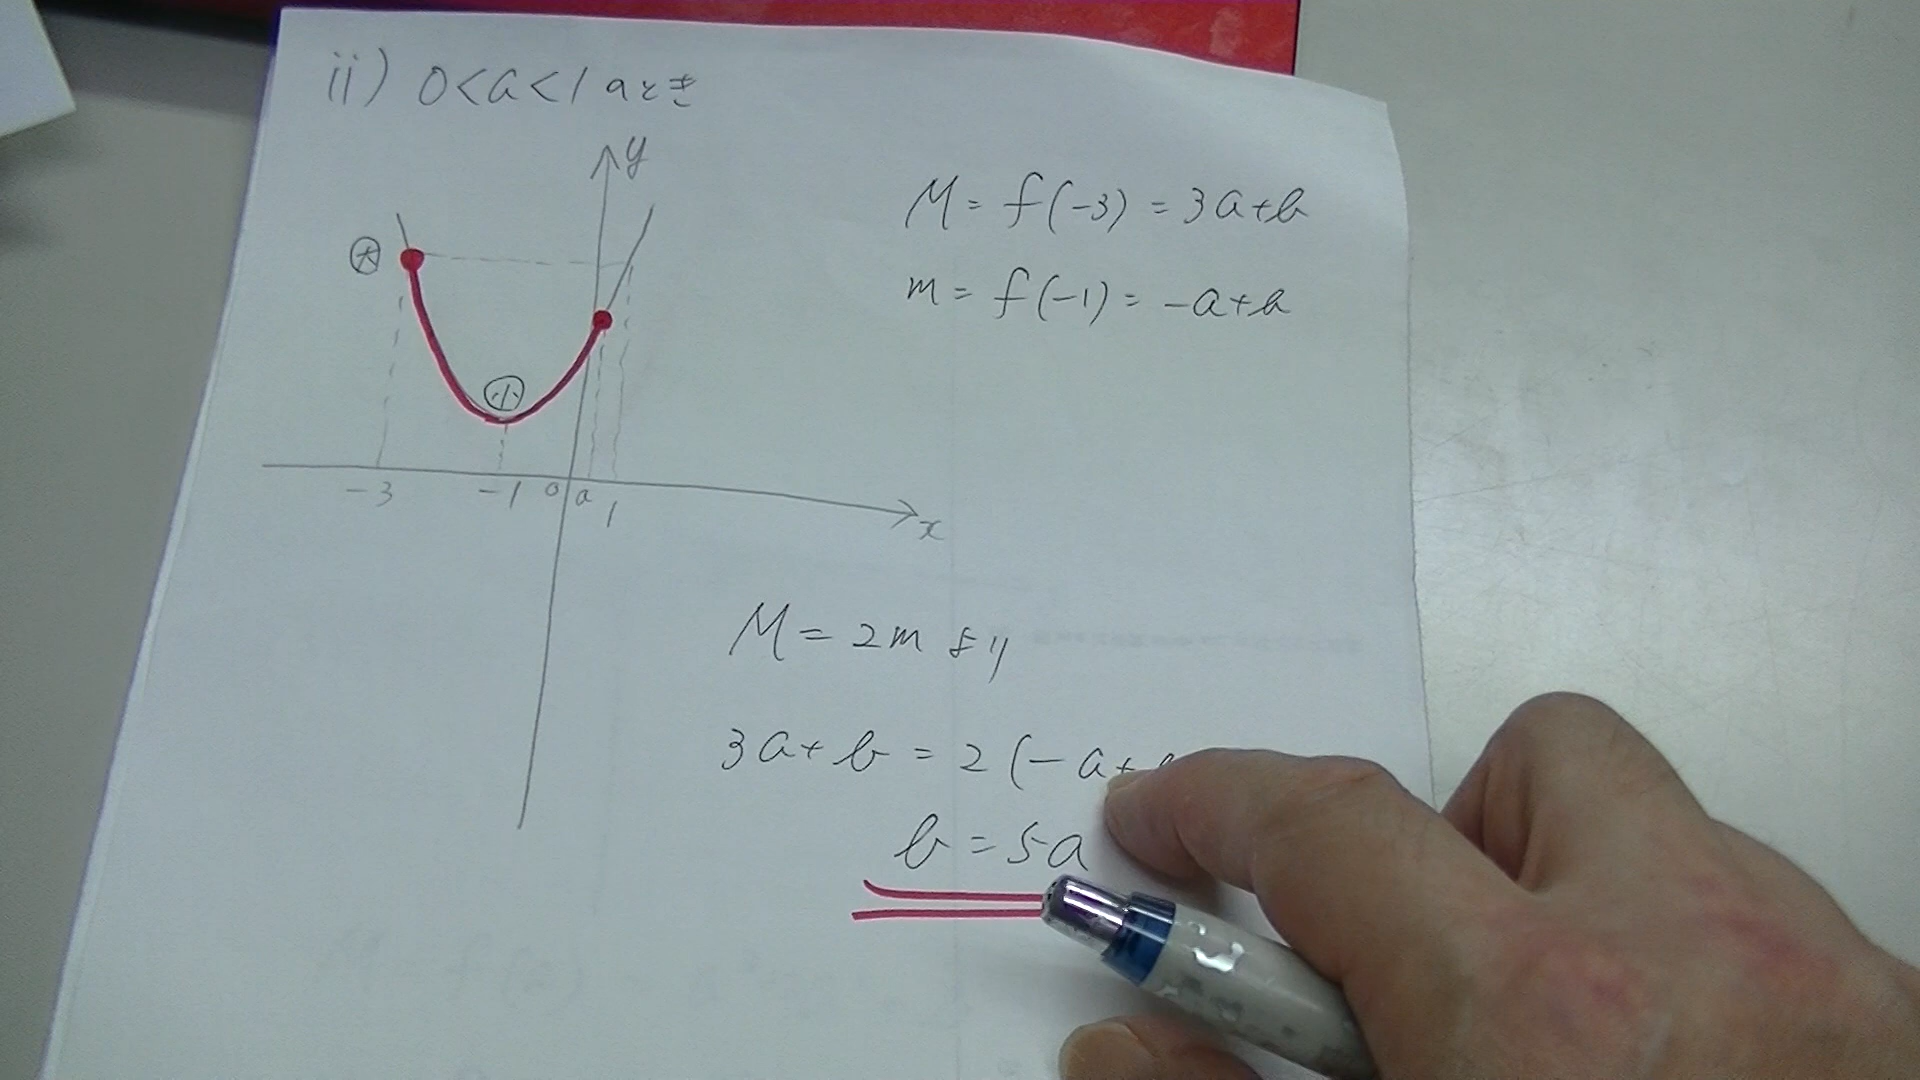 ii) 0<a<1のとき
y
大
小
-3 -1 0 a 1 x
M = f(-3) = 3a+b
m = f(-1) = -a+b
M = 2m より
3a+b = 2(-a+
b = 5a